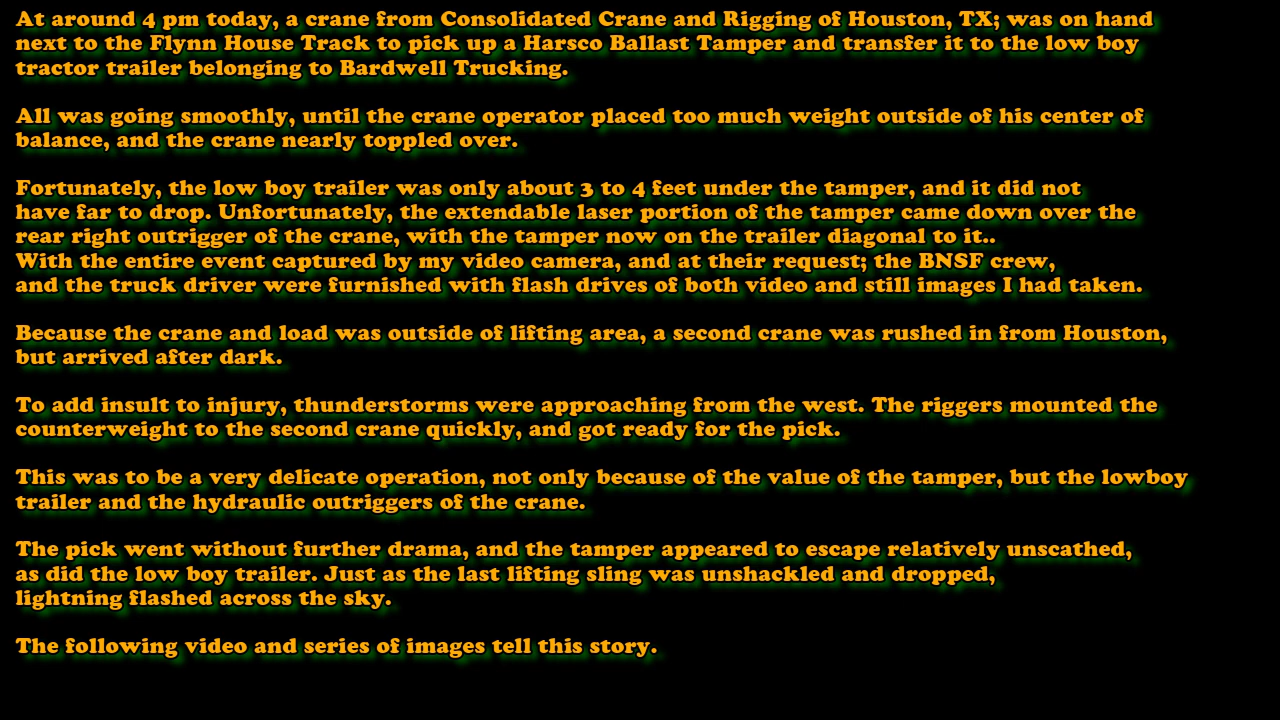 At around 4 pm today, a crane from Consolidated Crane and Rigging of Houston, TX; was on hand
next to the Flynn House Track to pick up a Harsco Ballast Tamper and transfer it to the low boy
tractor trailer belonging to Bardwell Trucking.
All was going smoothly, until the crane operator placed too much weight outside of his center of
balance, and the crane nearly toppled over.
Fortunately, the low boy trailer was only about 3 to 4 feet under the tamper, and it did not
have far to drop. Unfortunately, the extendable laser portion of the tamper came down over the
rear right outrigger of the crane, with the tamper now on the trailer diagonal to it..
With the entire event captured by my video camera, and at their request; the BNSF crew,
and the truck driver were furnished with flash drives of both video and still images I had taken.
Because the crane and load was outside of lifting area, a second crane was rushed in from Houston,
but arrived after dark.
To add insult to injury, thunderstorms were approaching from the west. The riggers mounted the
counterweight to the second crane quickly, and got ready for the pick.
This was to be a very delicate operation, not only because of the value of the tamper, but the lowboy
trailer and the hydraulic outriggers of the crane.
The pick went without further drama, and the tamper appeared to escape relatively unscathed,
as did the low boy trailer. Just as the last lifting sling was unshackled and dropped,
lightning flashed across the sky.
The following video and series of images tell this story.